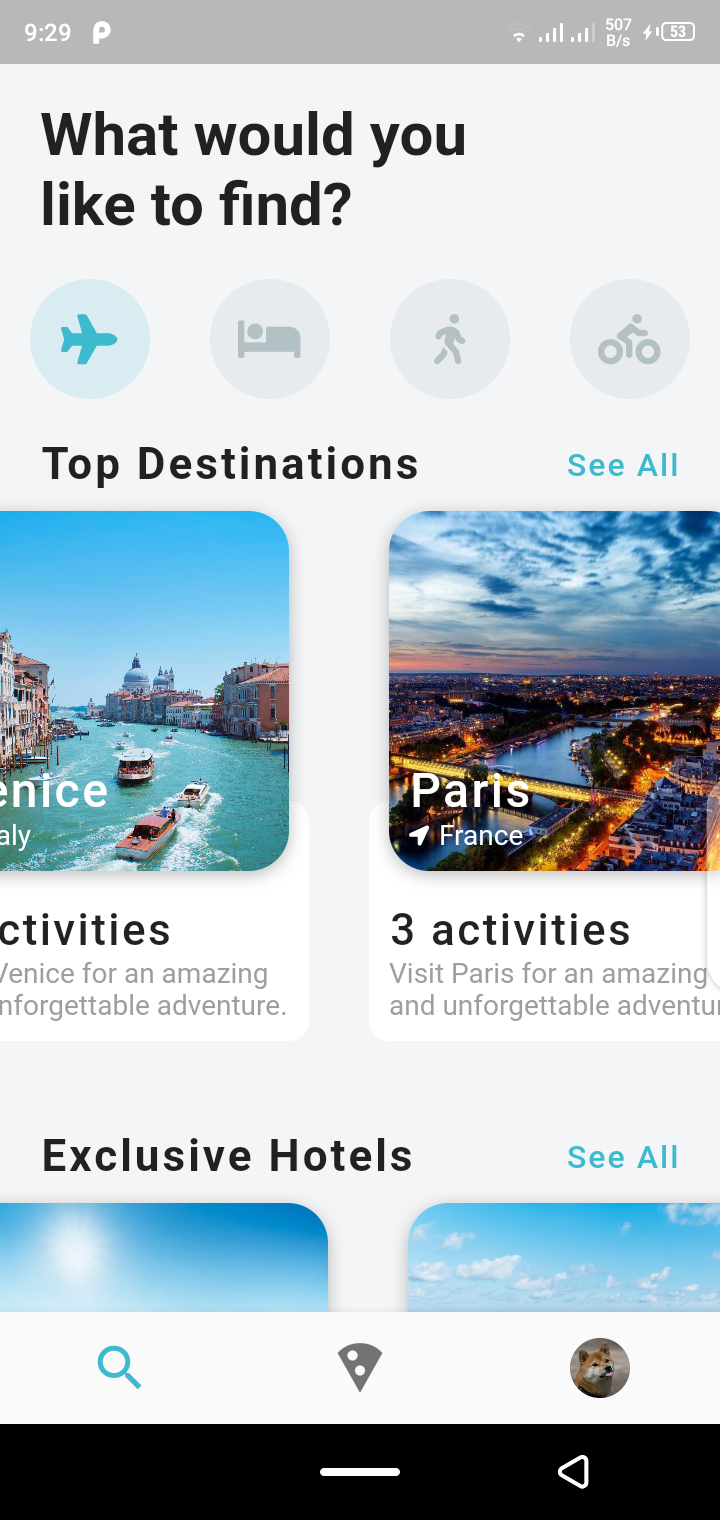 9:29 507 B/s 53
What would you
like to find?
Top Destinations See All
enice
aly
Paris
France
ctivities
Venice for an amazing
nforgettable adventure.
3 activities
Visit Paris for an amazing
and unforgettable adventu
Exclusive Hotels See All